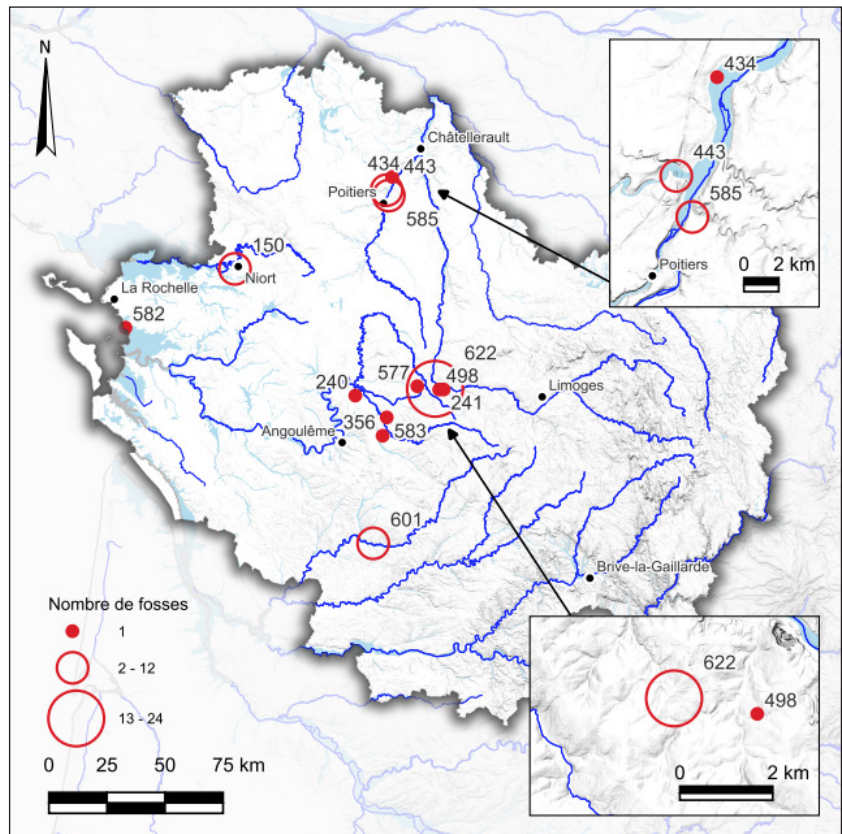 N
Châtellerault
434
443
Poitiers
585
150
Niort
La Rochelle
582
622
577
498
240
241
Limoges
356
583
Angoulême
601
Brive-la-Gaillarde
Nombre de fosses
1
2 - 12
13 - 24
0 25 50 75 km
434
443
585
Poitiers
0 2 km
622
498
0 2 km